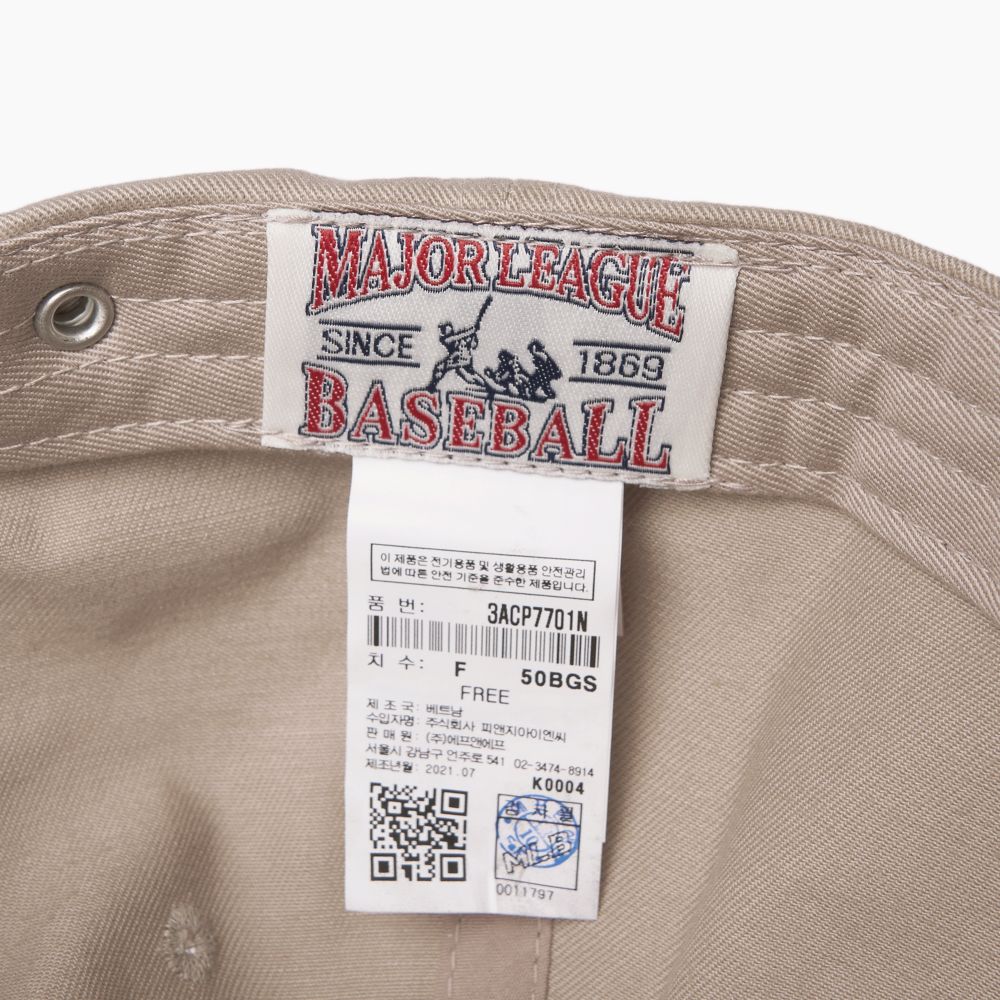 MAJOR LEAGUE
SINCE 1869
BASEBALL
이 제품은 전기용품 및 생활용품 안전관리
법에 따른 안전 기준을 준수한 제품입니다.
품 번: 3ACP7701N
치 수: F 50BGS
FREE
제 조 국: 베트남
수입자명: 주식회사 피앤지아이엔씨
판 매 원: (주)에프앤에프
서울시 강남구 언주로 541 02-3474-8914
제조년월: 2021.07
K0004
검 사 필
MLB
0011797